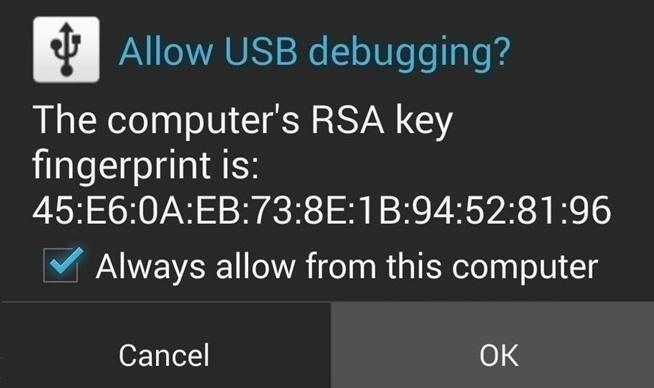 Allow USB debugging?
The computer's RSA key
fingerprint is:
45:E6:0A:EB:73:8E:1B:94:52:81:96
Always allow from this computer
Cancel
OK